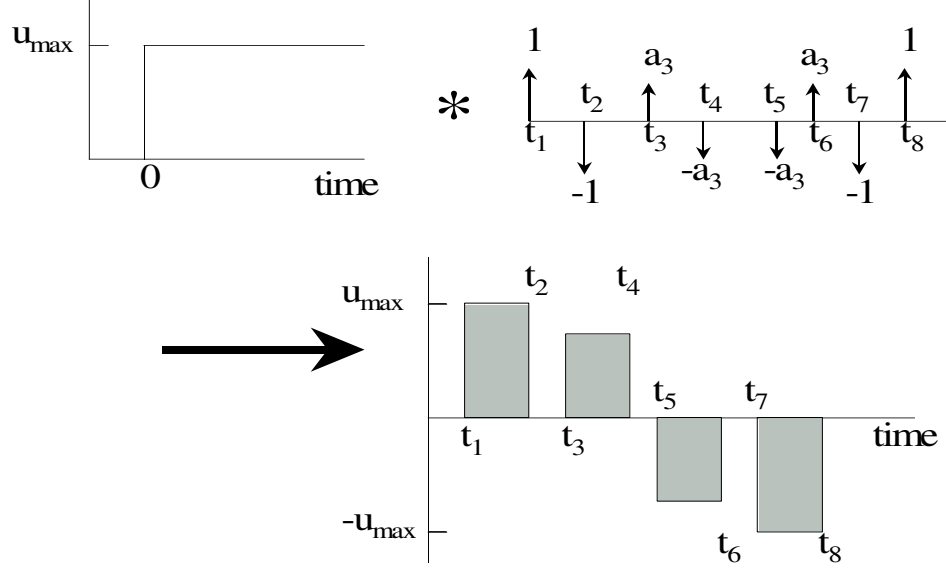 u_max
0
time
*
1
a_3
a_3
1
t_2
t_4
t_5
t_7
t_1
t_3
t_6
t_8
-1
-a_3
-a_3
-1
t_2
t_4
u_max
t_5
t_7
t_1
t_3
time
-u_max
t_6
t_8